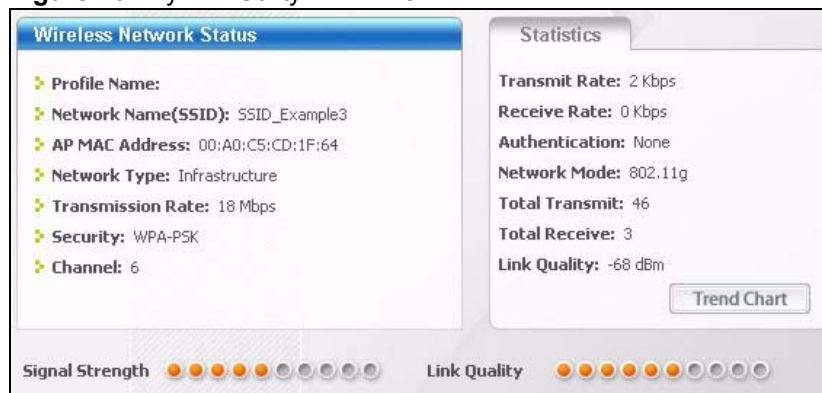 Wireless Network Status
Profile Name:
Network Name(SSID): SSID_Example3
AP MAC Address: 00:A0:C5:CD:1F:64
Network Type: Infrastructure
Transmission Rate: 18 Mbps
Security: WPA-PSK
Channel: 6
Statistics
Transmit Rate: 2 Kbps
Receive Rate: 0 Kbps
Authentication: None
Network Mode: 802.11g
Total Transmit: 46
Total Receive: 3
Link Quality: -68 dBm
Trend Chart
Signal Strength
Link Quality